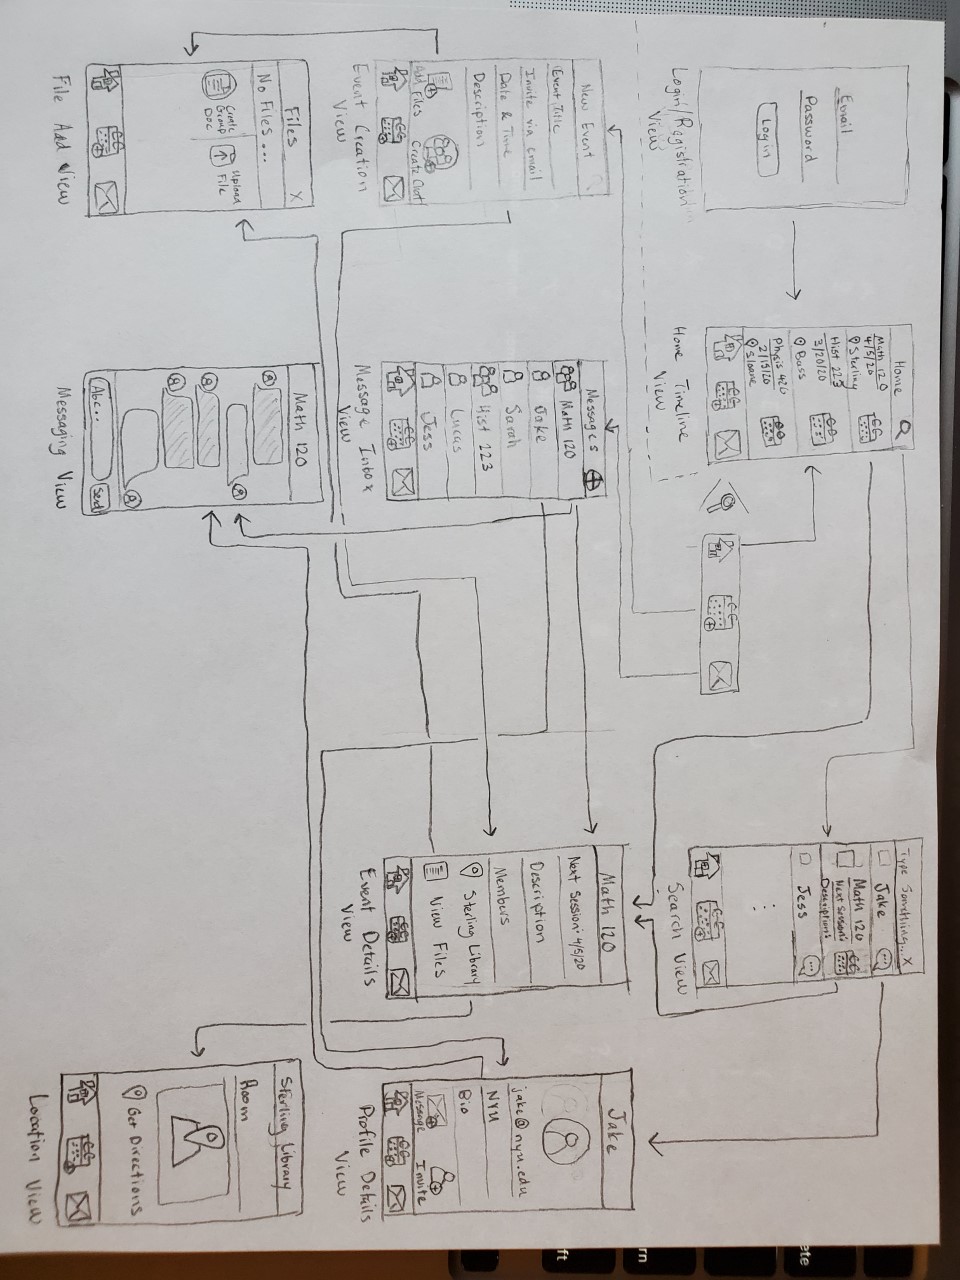 Email
Password
Login
Login/Registration
View
Home
Math 120
4/5/20
Sterling
Hist 223
3/20/20
Bass
Physis 420
2/15/20
Sloane
Home Timeline
View
Type Something... X
Jake
Math 120
Next Session:
Description:
Jess
Search View
New Event
Event Title
Invite via email
Date & Time
Description
Add Files
Create Chat
Event Creation
View
Messages
Math 120
Jake
Sarah
Hist 223
Lucas
Jess
Message Inbox
View
Math 120
Next Session: 4/5/20
Description
Members
Sterling Library
View Files
Event Details
View
Jake
jake@nyu.edu
NYU
Bio
Message
Invite
Profile Details
View
Files X
No Files...
Create
Group
Doc
Upload
File
File Add View
Math 120
Abc...
Send
Messaging View
Sterling Library
Room
Get Directions
Location View
ft
rn
ete